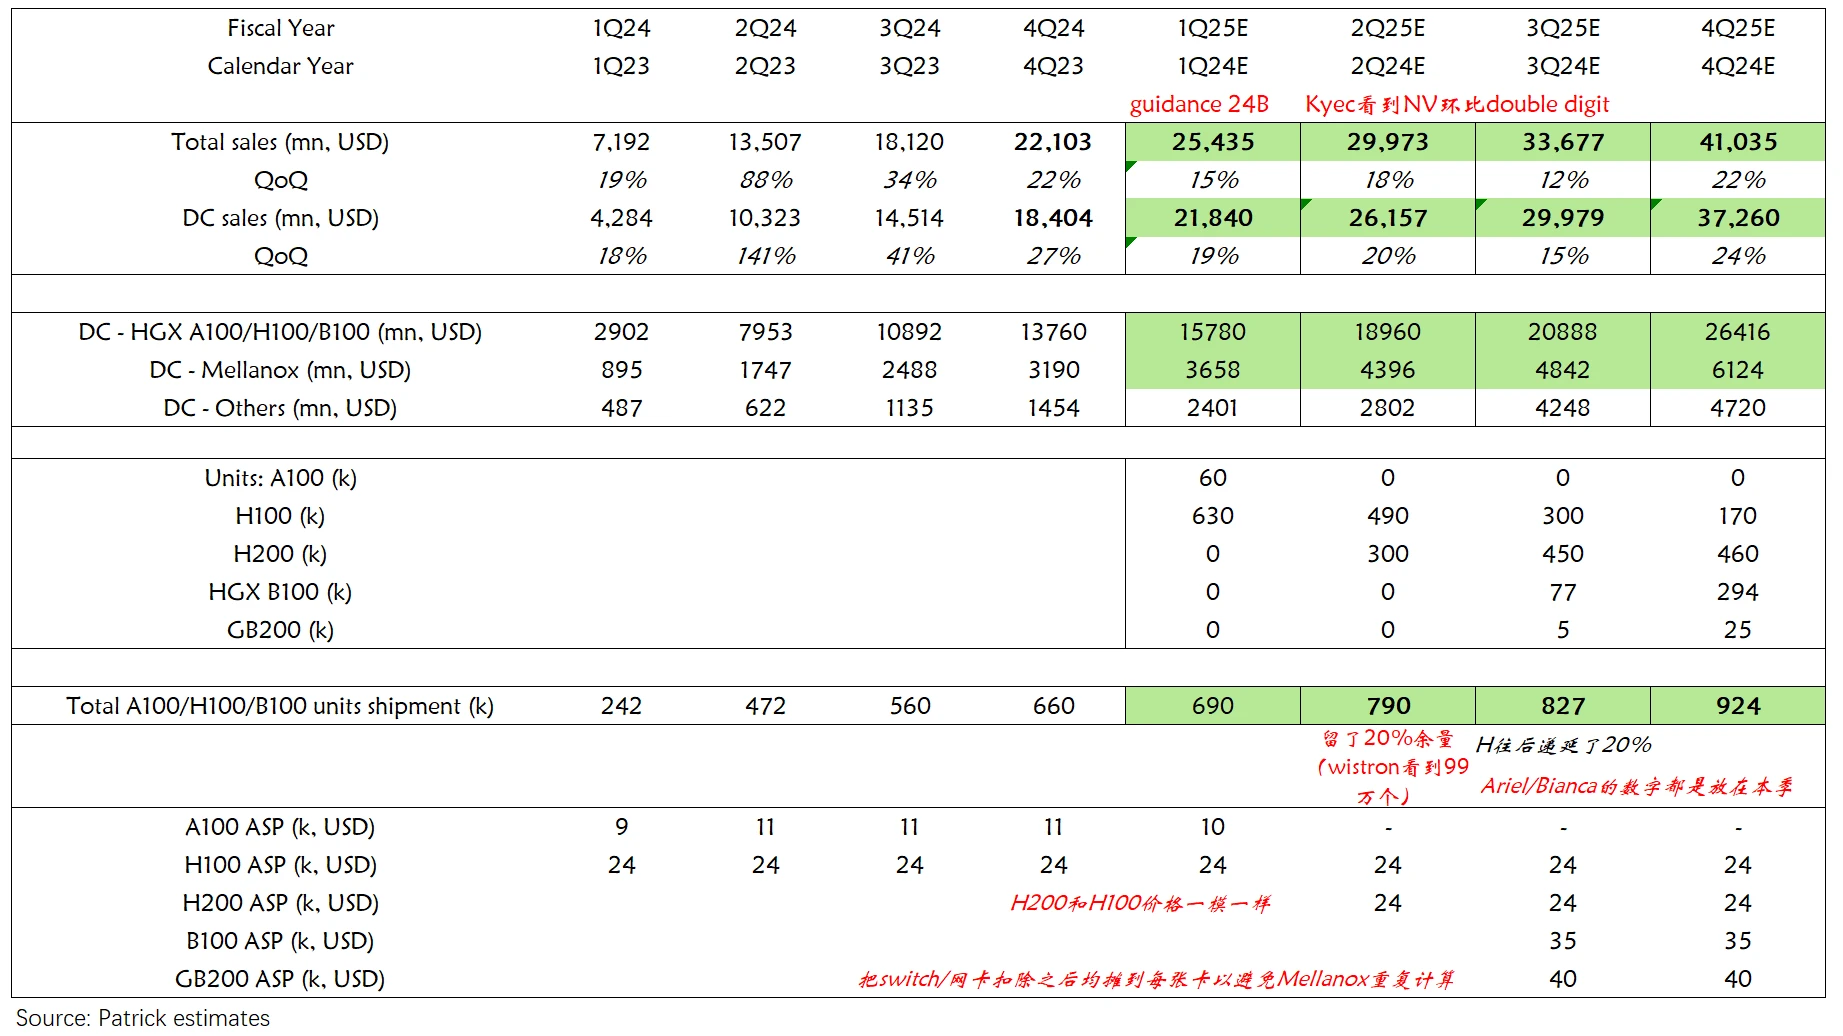 Fiscal Year 1Q24 2Q24 3Q24 4Q24 1Q25E 2Q25E 3Q25E 4Q25E
Calendar Year 1Q23 2Q23 3Q23 4Q23 1Q24E 2Q24E 3Q24E 4Q24E
guidance 24B Kyec看到NV环比double digit
Total sales (mn, USD) 7,192 13,507 18,120 22,103 25,435 29,973 33,677 41,035
QoQ 19% 88% 34% 22% 15% 18% 12% 22%
DC sales (mn, USD) 4,284 10,323 14,514 18,404 21,840 26,157 29,979 37,260
QoQ 18% 141% 41% 27% 19% 20% 15% 24%
DC - HGX A100/H100/B100 (mn, USD) 2902 7953 10892 13760 15780 18960 20888 26416
DC - Mellanox (mn, USD) 895 1747 2488 3190 3658 4396 4842 6124
DC - Others (mn, USD) 487 622 1135 1454 2401 2802 4248 4720
Units: A100 (k) 60 0 0 0
H100 (k) 630 490 300 170
H200 (k) 0 300 450 460
HGX B100 (k) 0 0 77 294
GB200 (k) 0 0 5 25
Total A100/H100/B100 units shipment (k) 242 472 560 660 690 790 827 924
留了20%余量
（wistron看到99
万个）
H往后递延了20%
Ariel/Bianca的数字都是放在本季
A100 ASP (k, USD) 9 11 11 11 10 - - -
H100 ASP (k, USD) 24 24 24 24 24 24 24 24
H200 ASP (k, USD) H200和H100价格一模一样 24 24 24
B100 ASP (k, USD) 35 35
GB200 ASP (k, USD) 把switch/网卡扣除之后均摊到每张卡以避免Mellanox重复计算 40 40
Source: Patrick estimates